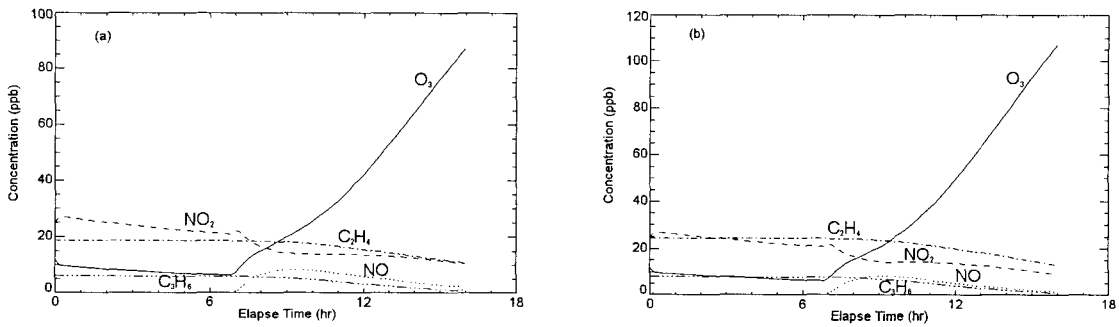 (a)
100
80
60
40
20
0
Concentration (ppb)
O₃
NO₂
C₂H₄
NO
C₃H₆
0 6 12 18
Elapse Time (hr)
(b)
120
100
80
60
40
20
0
Concentration (ppb)
O₃
C₂H₄
NO₂
NO
C₃H₆
0 6 12 18
Elapse Time (hr)